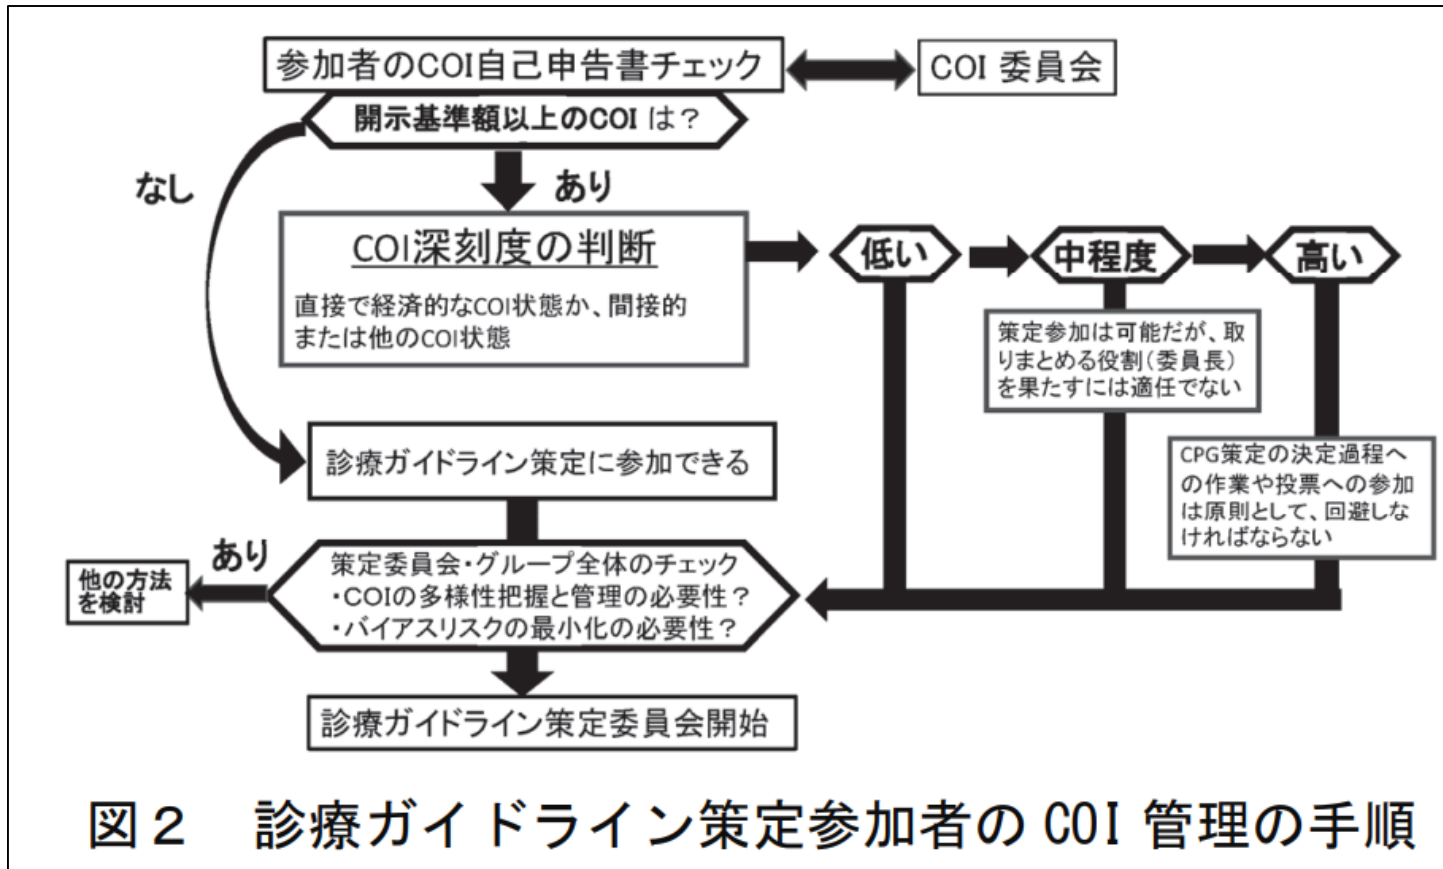 参加者のCOI自己申告書チェック
COI 委員会
開示基準額以上のCOI は？
なし
あり
COI深刻度の判断
直接で経済的なCOI状態か、間接的
または他のCOI状態
低い
中程度
高い
策定参加は可能だが、取
りまとめる役割（委員長）
を果たすには適任でない
CPG策定の決定過程へ
の作業や投票への参加
は原則として、回避しな
ければならない
診療ガイドライン策定に参加できる
あり
他の方法
を検討
策定委員会・グループ全体のチェック
・COIの多様性把握と管理の必要性？
・バイアスリスクの最小化の必要性？
診療ガイドライン策定委員会開始
図２　診療ガイドライン策定参加者の COI 管理の手順